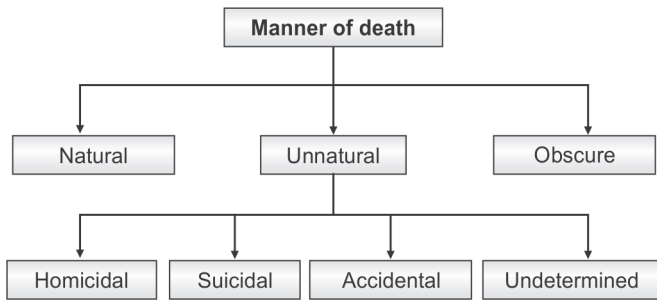 Manner of death
Natural
Unnatural
Obscure
Homicidal
Suicidal
Accidental
Undetermined